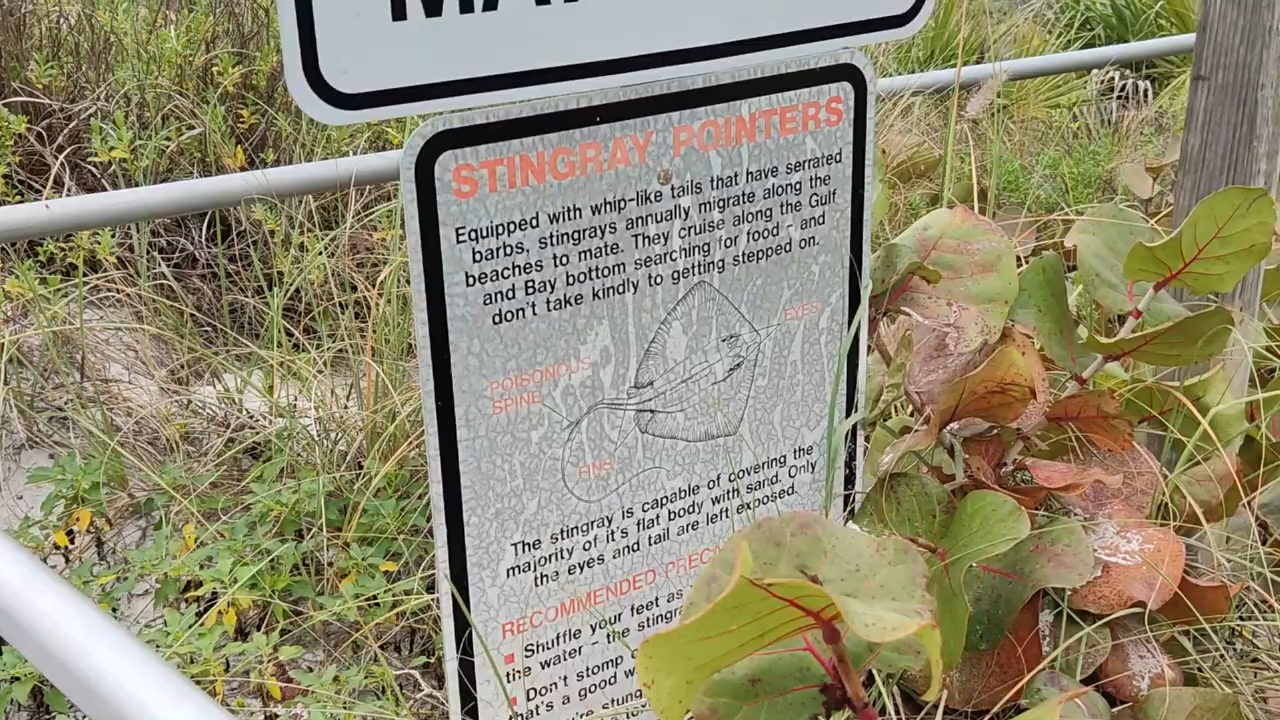 STINGRAY POINTERS
Equipped with whip-like tails that have serrated
barbs, stingrays annually migrate along the
beaches to mate. They cruise along the Gulf
and Bay bottom searching for food - and
don't take kindly to getting stepped on.
EYES
POISONOUS
SPINE
FINS
The stingray is capable of covering the
majority of it's flat body with sand. Only
the eyes and tail are left exposed.
RECOMMENDED
Shuffle your feet as
the water - the
Don't stomp
that's a good